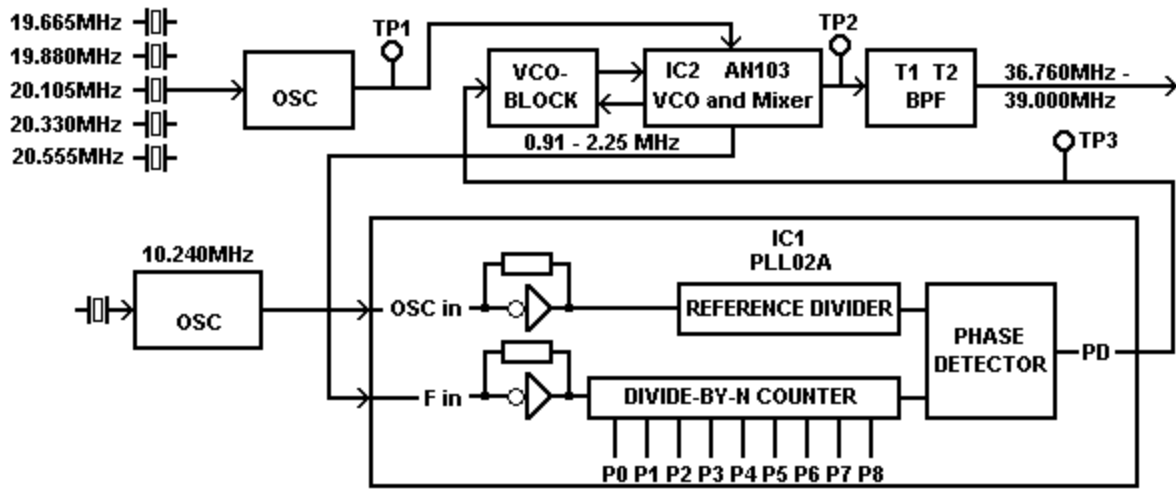 19.665MHz
19.880MHz
20.105MHz
20.330MHz
20.555MHz
OSC
TP1
VCO-
BLOCK
IC2 AN103
VCO and Mixer
0.91 - 2.25 MHz
TP2
T1 T2
BPF
36.760MHz -
39.000MHz
TP3
10.240MHz
OSC
IC1
PLL02A
OSC in
REFERENCE DIVIDER
F in
DIVIDE-BY-N COUNTER
P0 P1 P2 P3 P4 P5 P6 P7 P8
PHASE
DETECTOR
PD